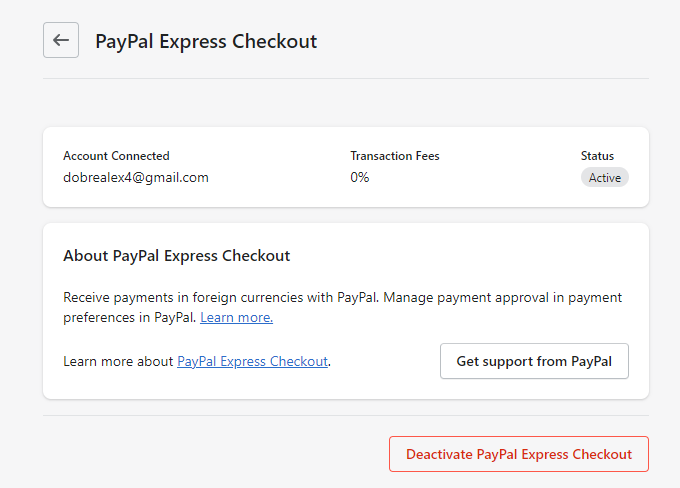 PayPal Express Checkout
Account Connected
dobrealex4@gmail.com
Transaction Fees
0%
Status
Active
About PayPal Express Checkout
Receive payments in foreign currencies with PayPal. Manage payment approval in payment
preferences in PayPal. Learn more.
Learn more about PayPal Express Checkout.
Get support from PayPal
Deactivate PayPal Express Checkout